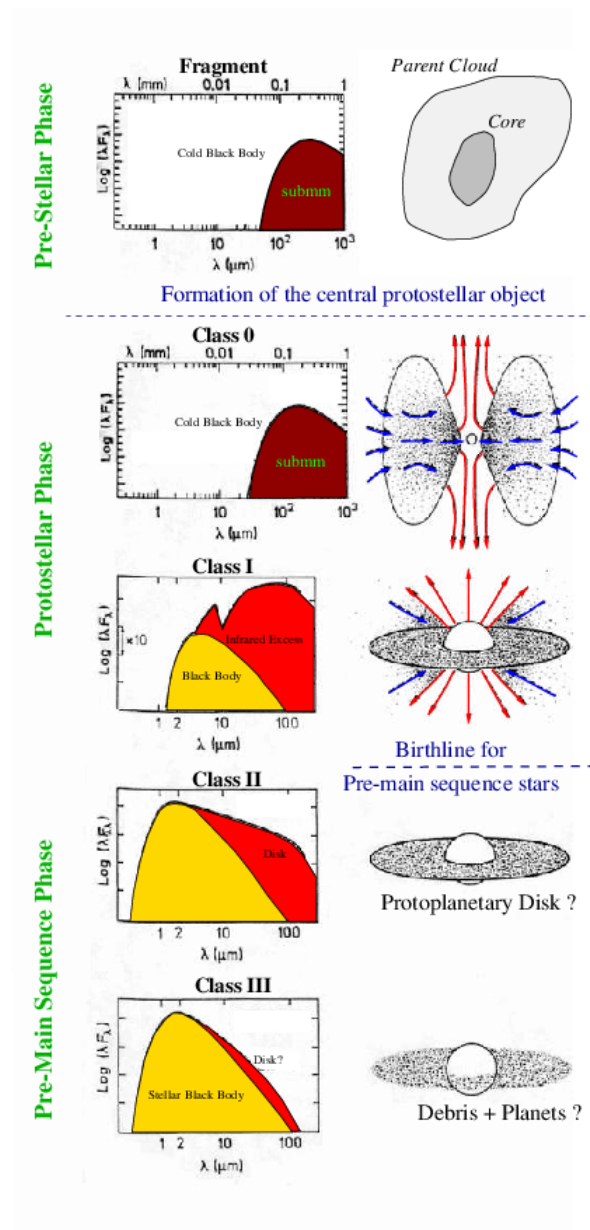 Pre-Stellar Phase
Fragment
λ (mm) 0,01 0,1 1
Log (λFλ)
Cold Black Body
submm
1 10 10² 10³
λ (μm)
Parent Cloud
Core
Formation of the central protostellar object
Protostellar Phase
Class 0
λ (mm) 0,01 0,1 1
Log (λFλ)
Cold Black Body
submm
1 10 10² 10³
λ (μm)
Class I
Log (λFλ)
×10
Infrared Excess
Black Body
1 2 10 100
λ (μm)
Birthline for
Pre-main sequence stars
Pre-Main Sequence Phase
Class II
Log (λFλ)
Disk
1 2 10 100
λ (μm)
Protoplanetary Disk ?
Class III
Log (λFλ)
Disk?
Stellar Black Body
1 2 10 100
λ (μm)
Debris + Planets ?